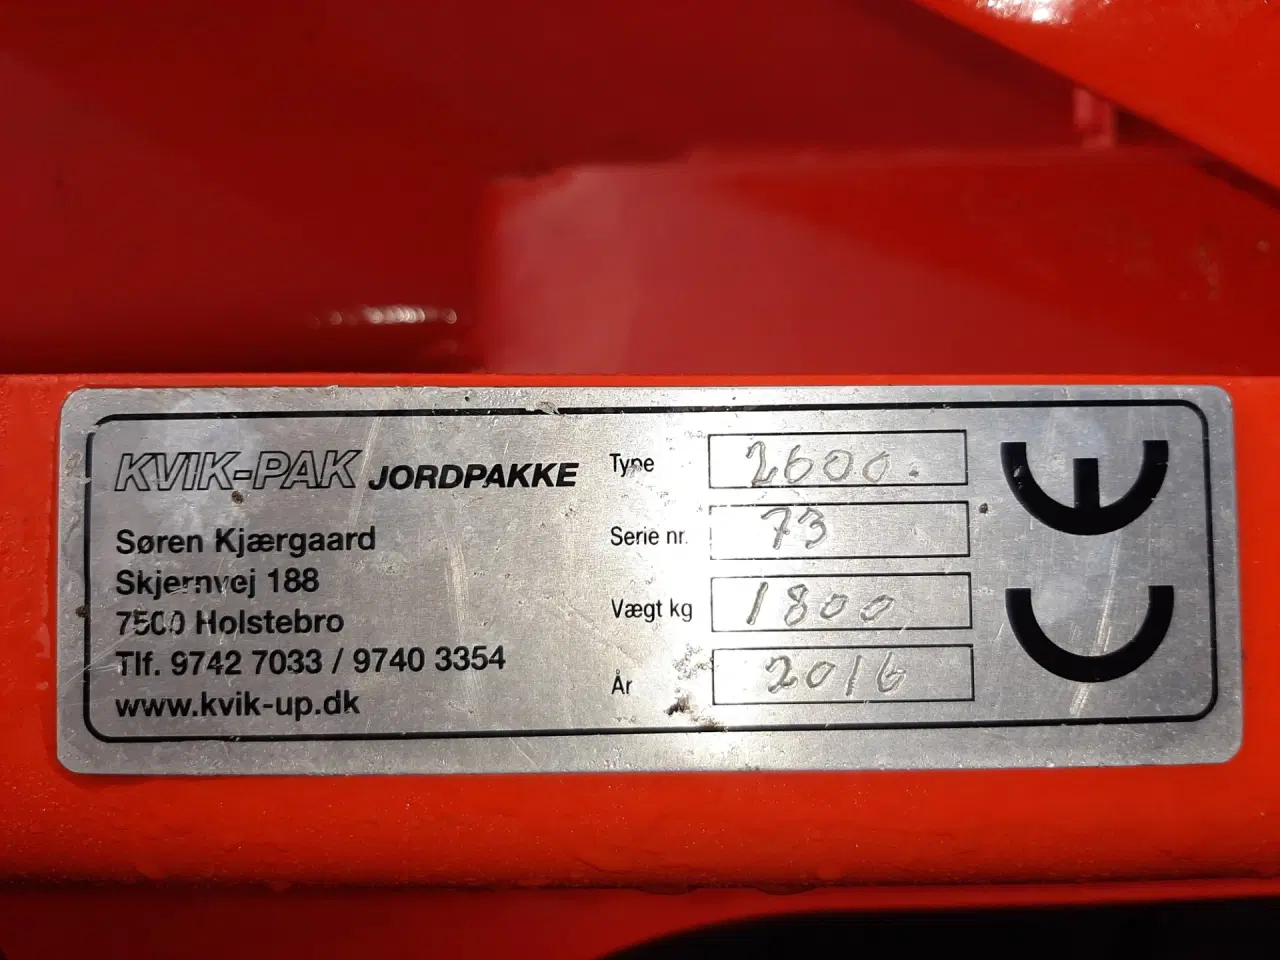 KVIK-PAK JORDPAKKE
Søren Kjærgaard
Skjernvej 188
7500 Holstebro
Tlf. 9742 7033 / 9740 3354
www.kvik-up.dk
Type 2600.
Serie nr. 73
Vægt kg 1800
År 2016
CE